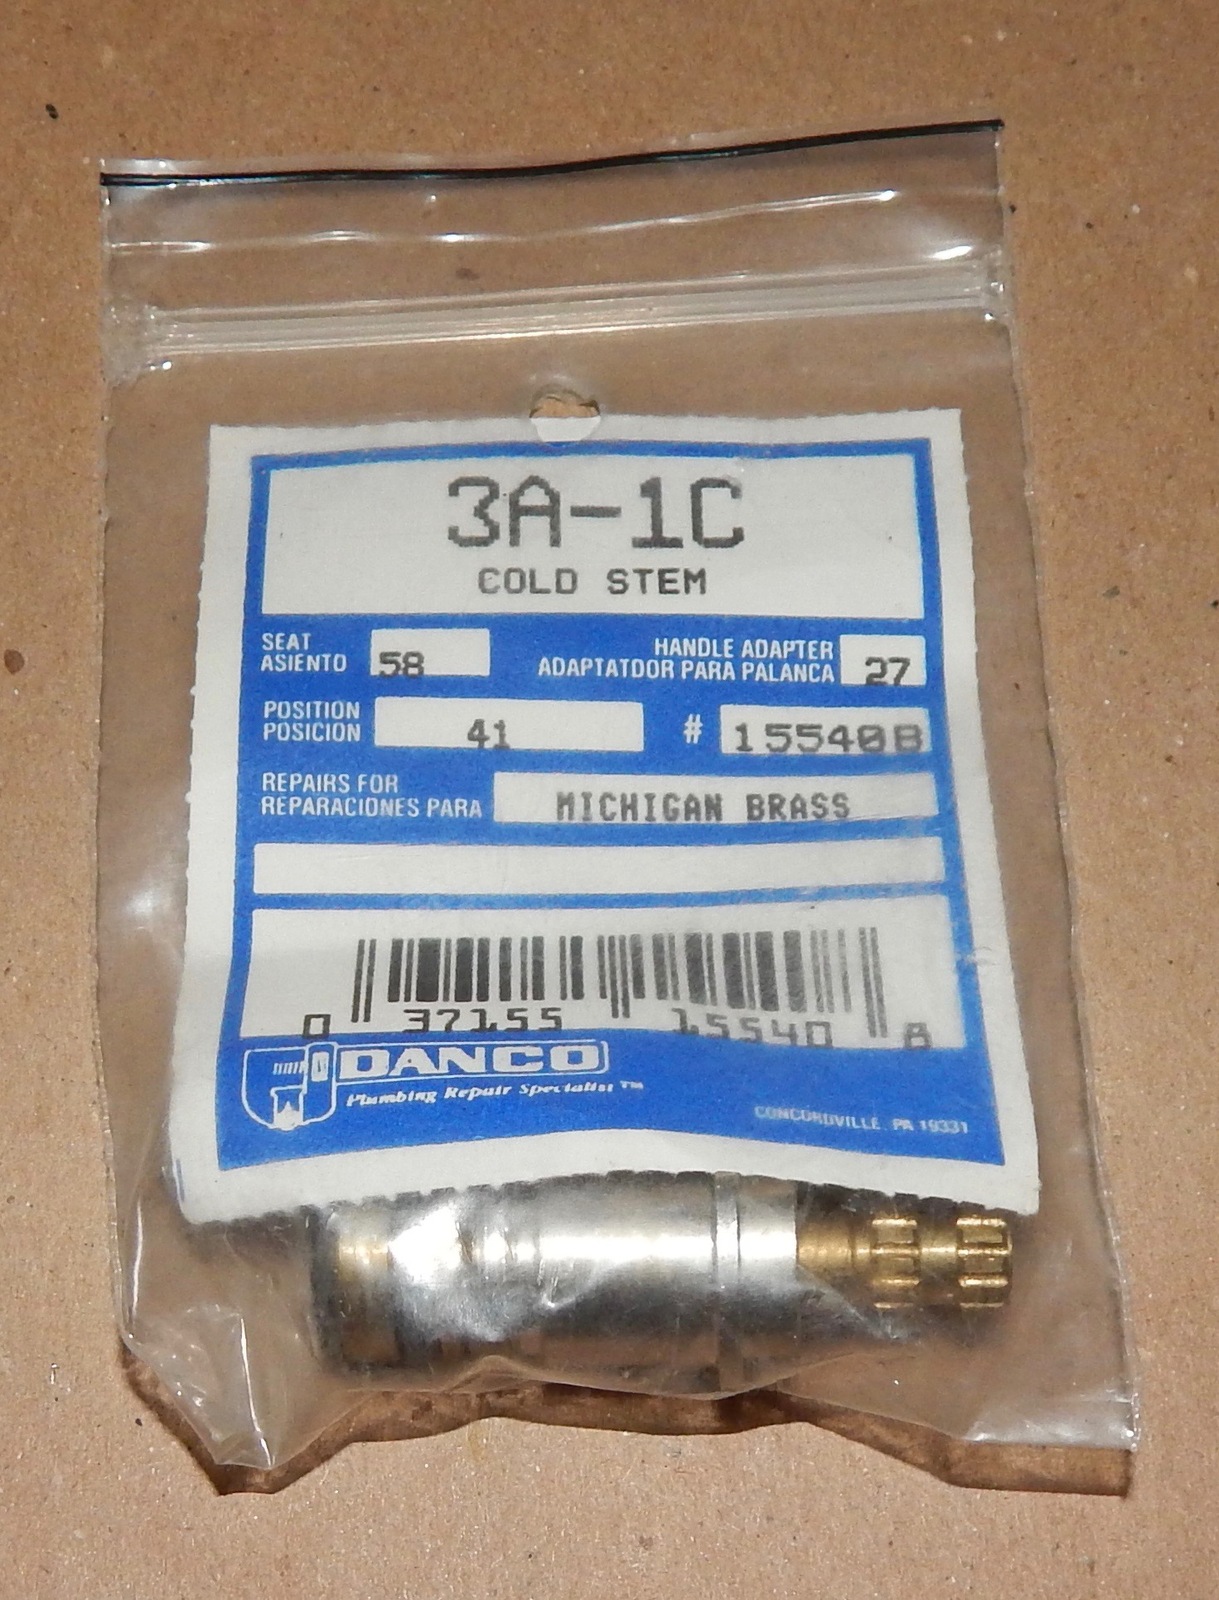 3A-1C
COLD STEM
SEAT
ASIENTO 58
HANDLE ADAPTER
ADAPTATDOR PARA PALANCA 27
POSITION
POSICION 41
# 15540B
REPAIRS FOR
REPARACIONES PARA MICHIGAN BRASS
0 37155 15540 8
DANCO
Plumbing Repair Specialist™
CONCORDVILLE, PA 19331